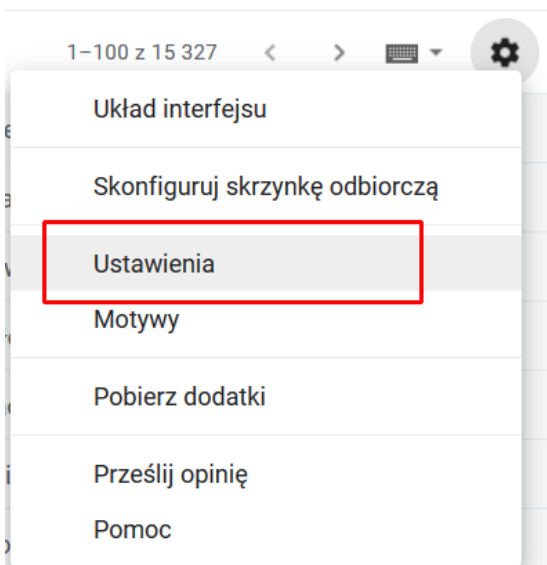 1–100 z 15 327
Układ interfejsu
Skonfiguruj skrzynkę odbiorczą
Ustawienia
Motywy
Pobierz dodatki
Prześlij opinię
Pomoc